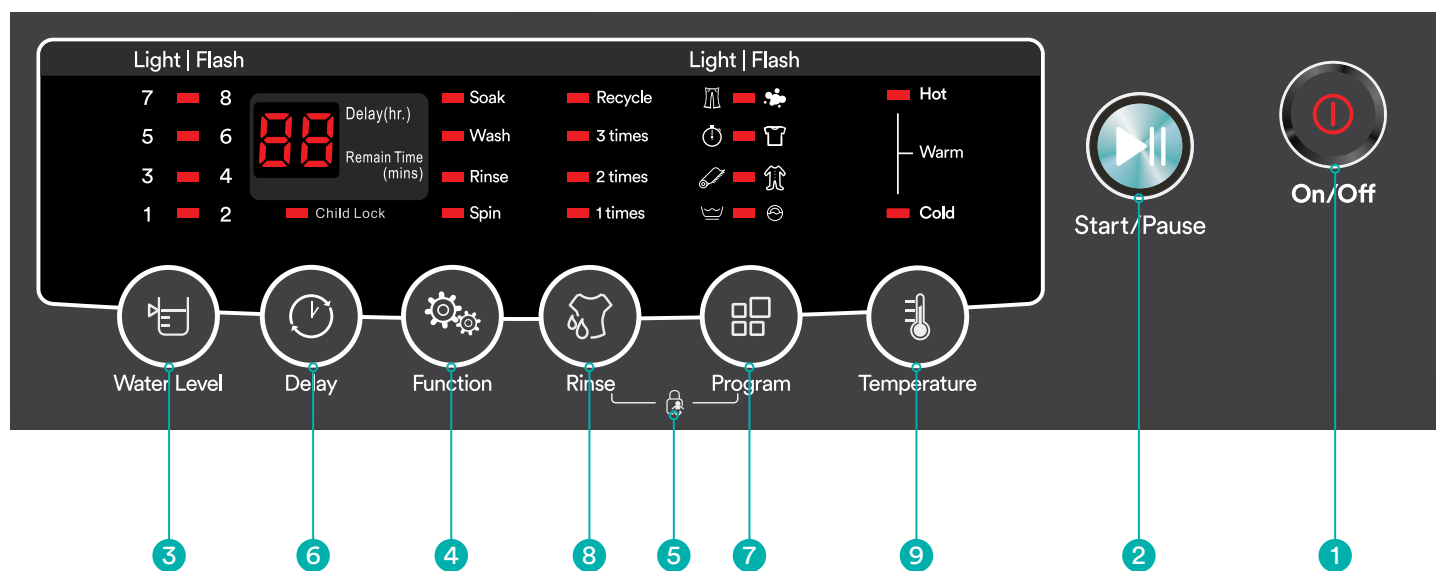 Light | Flash
7 8
5 6
3 4
1 2
88
Delay(hr.)
Remain Time
(mins)
Child Lock
Soak
Wash
Rinse
Spin
Recycle
3 times
2 times
1 times
Light | Flash
Hot
Warm
Cold
Start/Pause
On/Off
Water Level
Delay
Function
Rinse
Program
Temperature
3
6
4
8
5
7
9
2
1